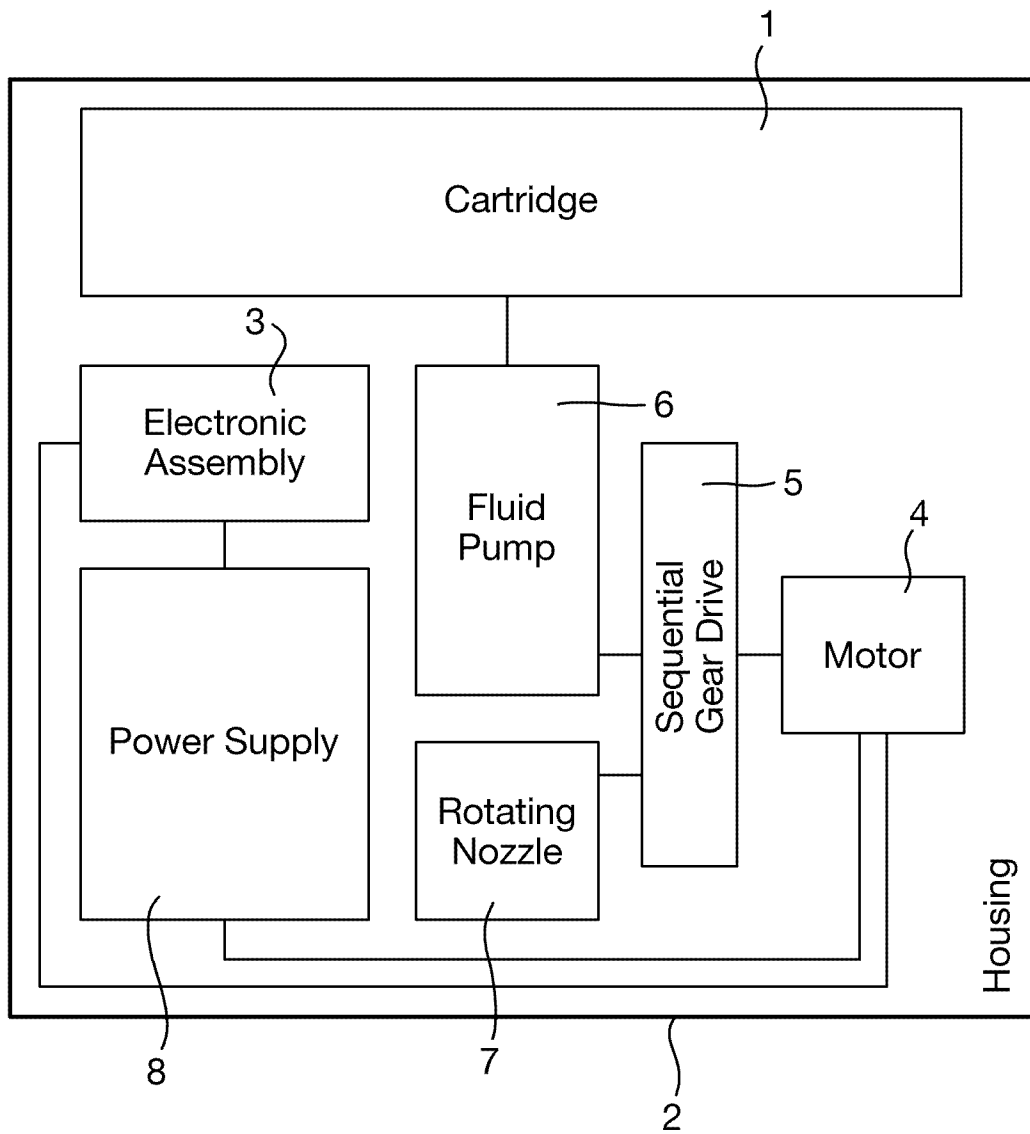 1
Cartridge
3
Electronic
Assembly
6
Fluid
Pump
5
Sequential
Gear Drive
4
Motor
Power Supply
Rotating
Nozzle
Housing
8
7
2